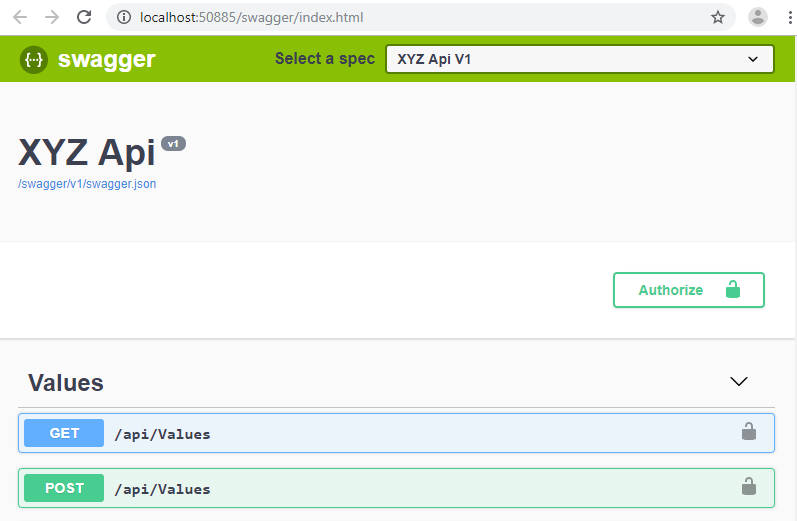 localhost:50885/swagger/index.html
{··} swagger
Select a spec
XYZ Api V1
XYZ Api v1
/swagger/v1/swagger.json
Authorize
Values
GET /api/Values
POST /api/Values